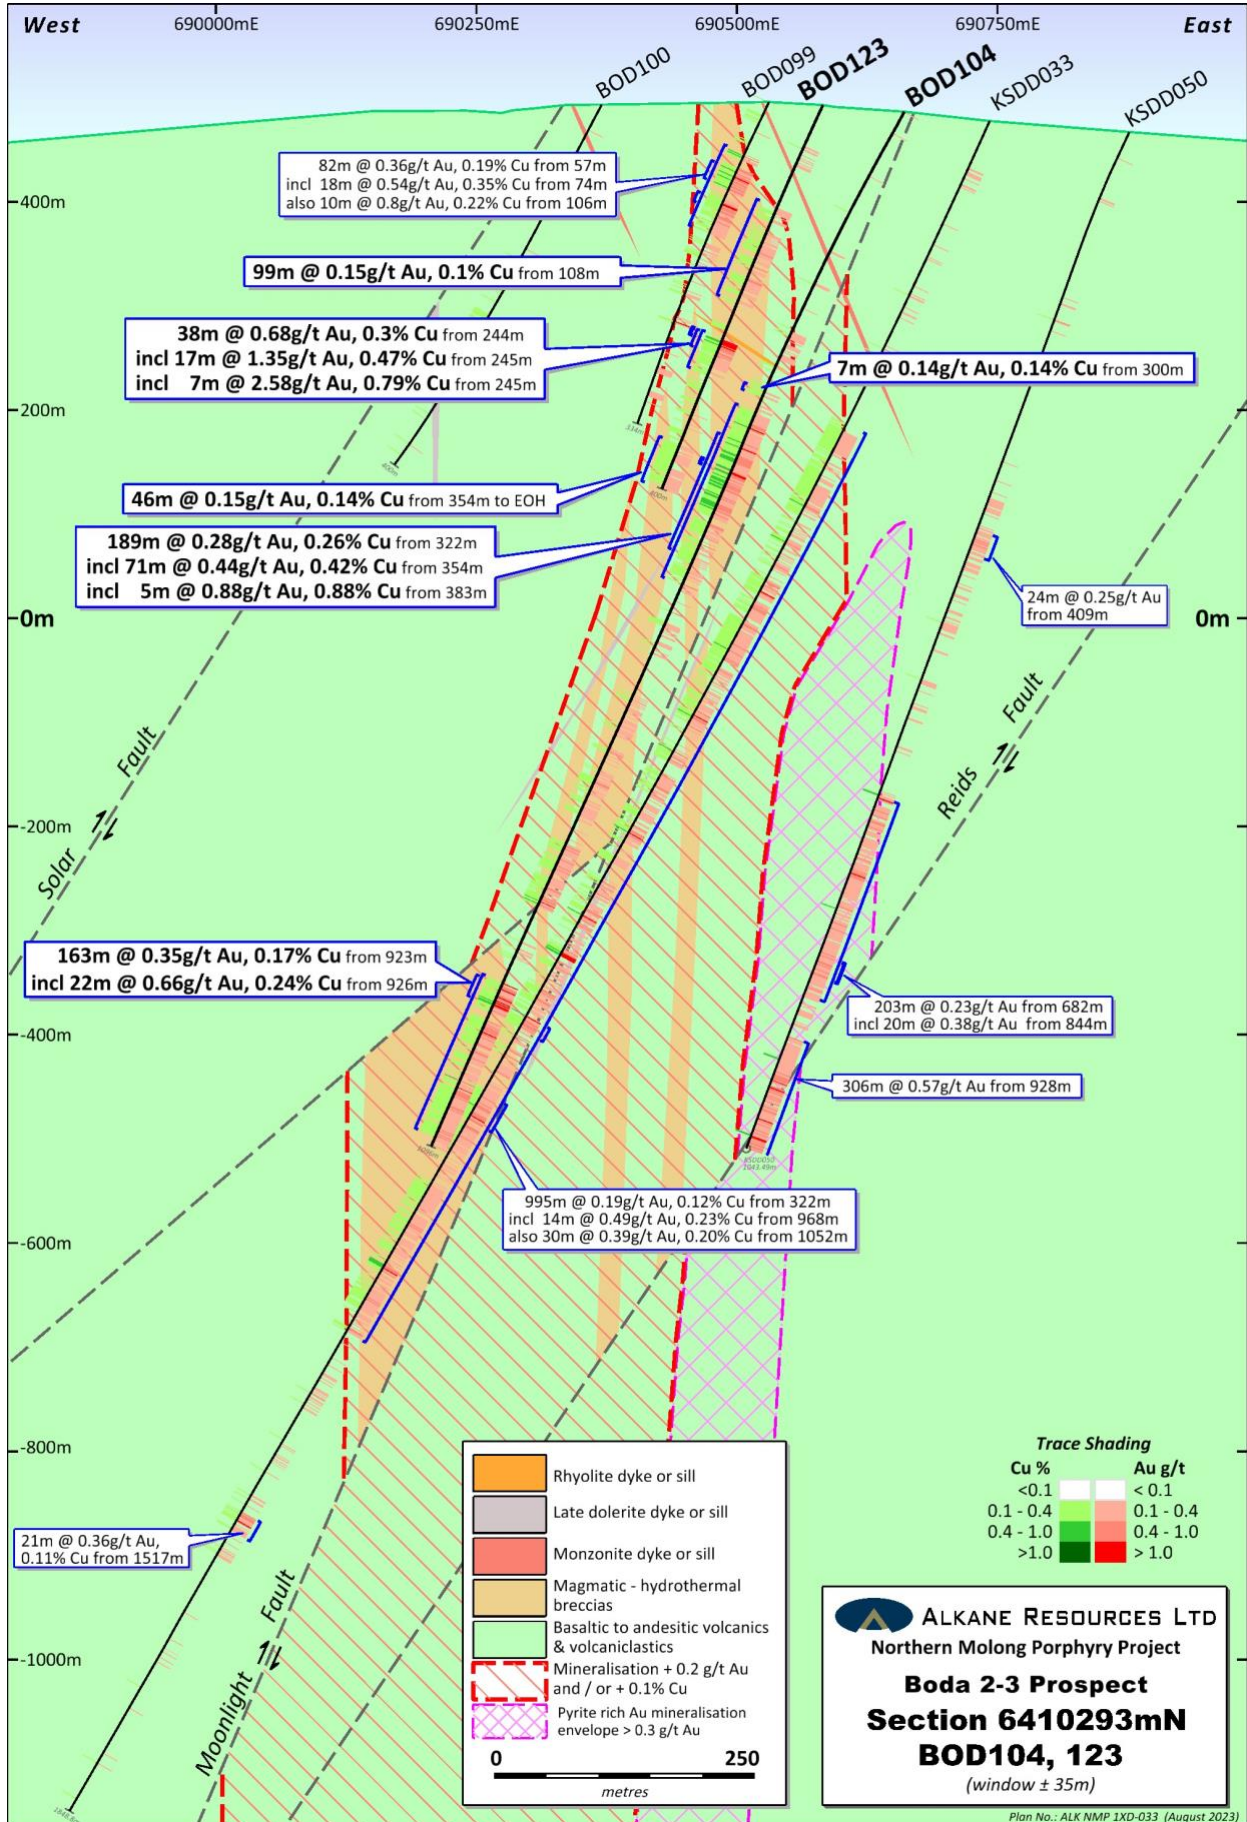 West
690000mE
690250mE
690500mE
690750mE
East
BOD100
BOD099
BOD123
BOD104
KSDD033
KSDD050
82m @ 0.36g/t Au, 0.19% Cu from 57m
incl 18m @ 0.54g/t Au, 0.35% Cu from 74m
also 10m @ 0.8g/t Au, 0.22% Cu from 106m
400m
99m @ 0.15g/t Au, 0.1% Cu from 108m
38m @ 0.68g/t Au, 0.3% Cu from 244m
incl 17m @ 1.35g/t Au, 0.47% Cu from 245m
incl 7m @ 2.58g/t Au, 0.79% Cu from 245m
7m @ 0.14g/t Au, 0.14% Cu from 300m
200m
334m
400m
400m
46m @ 0.15g/t Au, 0.14% Cu from 354m to EOH
189m @ 0.28g/t Au, 0.26% Cu from 322m
incl 71m @ 0.44g/t Au, 0.42% Cu from 354m
incl 5m @ 0.88g/t Au, 0.88% Cu from 383m
24m @ 0.25g/t Au
from 409m
0m
0m
Solar Fault
Reids Fault
-200m
163m @ 0.35g/t Au, 0.17% Cu from 923m
incl 22m @ 0.66g/t Au, 0.24% Cu from 926m
203m @ 0.23g/t Au from 682m
incl 20m @ 0.38g/t Au from 844m
-400m
306m @ 0.57g/t Au from 928m
KSDD050
1043.49m
995m @ 0.19g/t Au, 0.12% Cu from 322m
incl 14m @ 0.49g/t Au, 0.23% Cu from 968m
also 30m @ 0.39g/t Au, 0.20% Cu from 1052m
-600m
-800m
21m @ 0.36g/t Au,
0.11% Cu from 1517m
Moonlight Fault
-1000m
Rhyolite dyke or sill
Late dolerite dyke or sill
Monzonite dyke or sill
Magmatic - hydrothermal
breccias
Basaltic to andesitic volcanics
& volcaniclastics
Mineralisation + 0.2 g/t Au
and / or + 0.1% Cu
Pyrite rich Au mineralisation
envelope > 0.3 g/t Au
0 250
metres
Trace Shading
Cu % Au g/t
<0.1 < 0.1
0.1 - 0.4 0.1 - 0.4
0.4 - 1.0 0.4 - 1.0
>1.0 > 1.0
ALKANE RESOURCES LTD
Northern Molong Porphyry Project
Boda 2-3 Prospect
Section 6410293mN
BOD104, 123
(window ± 35m)
Plan No.: ALK NMP 1XD-033 (August 2023)